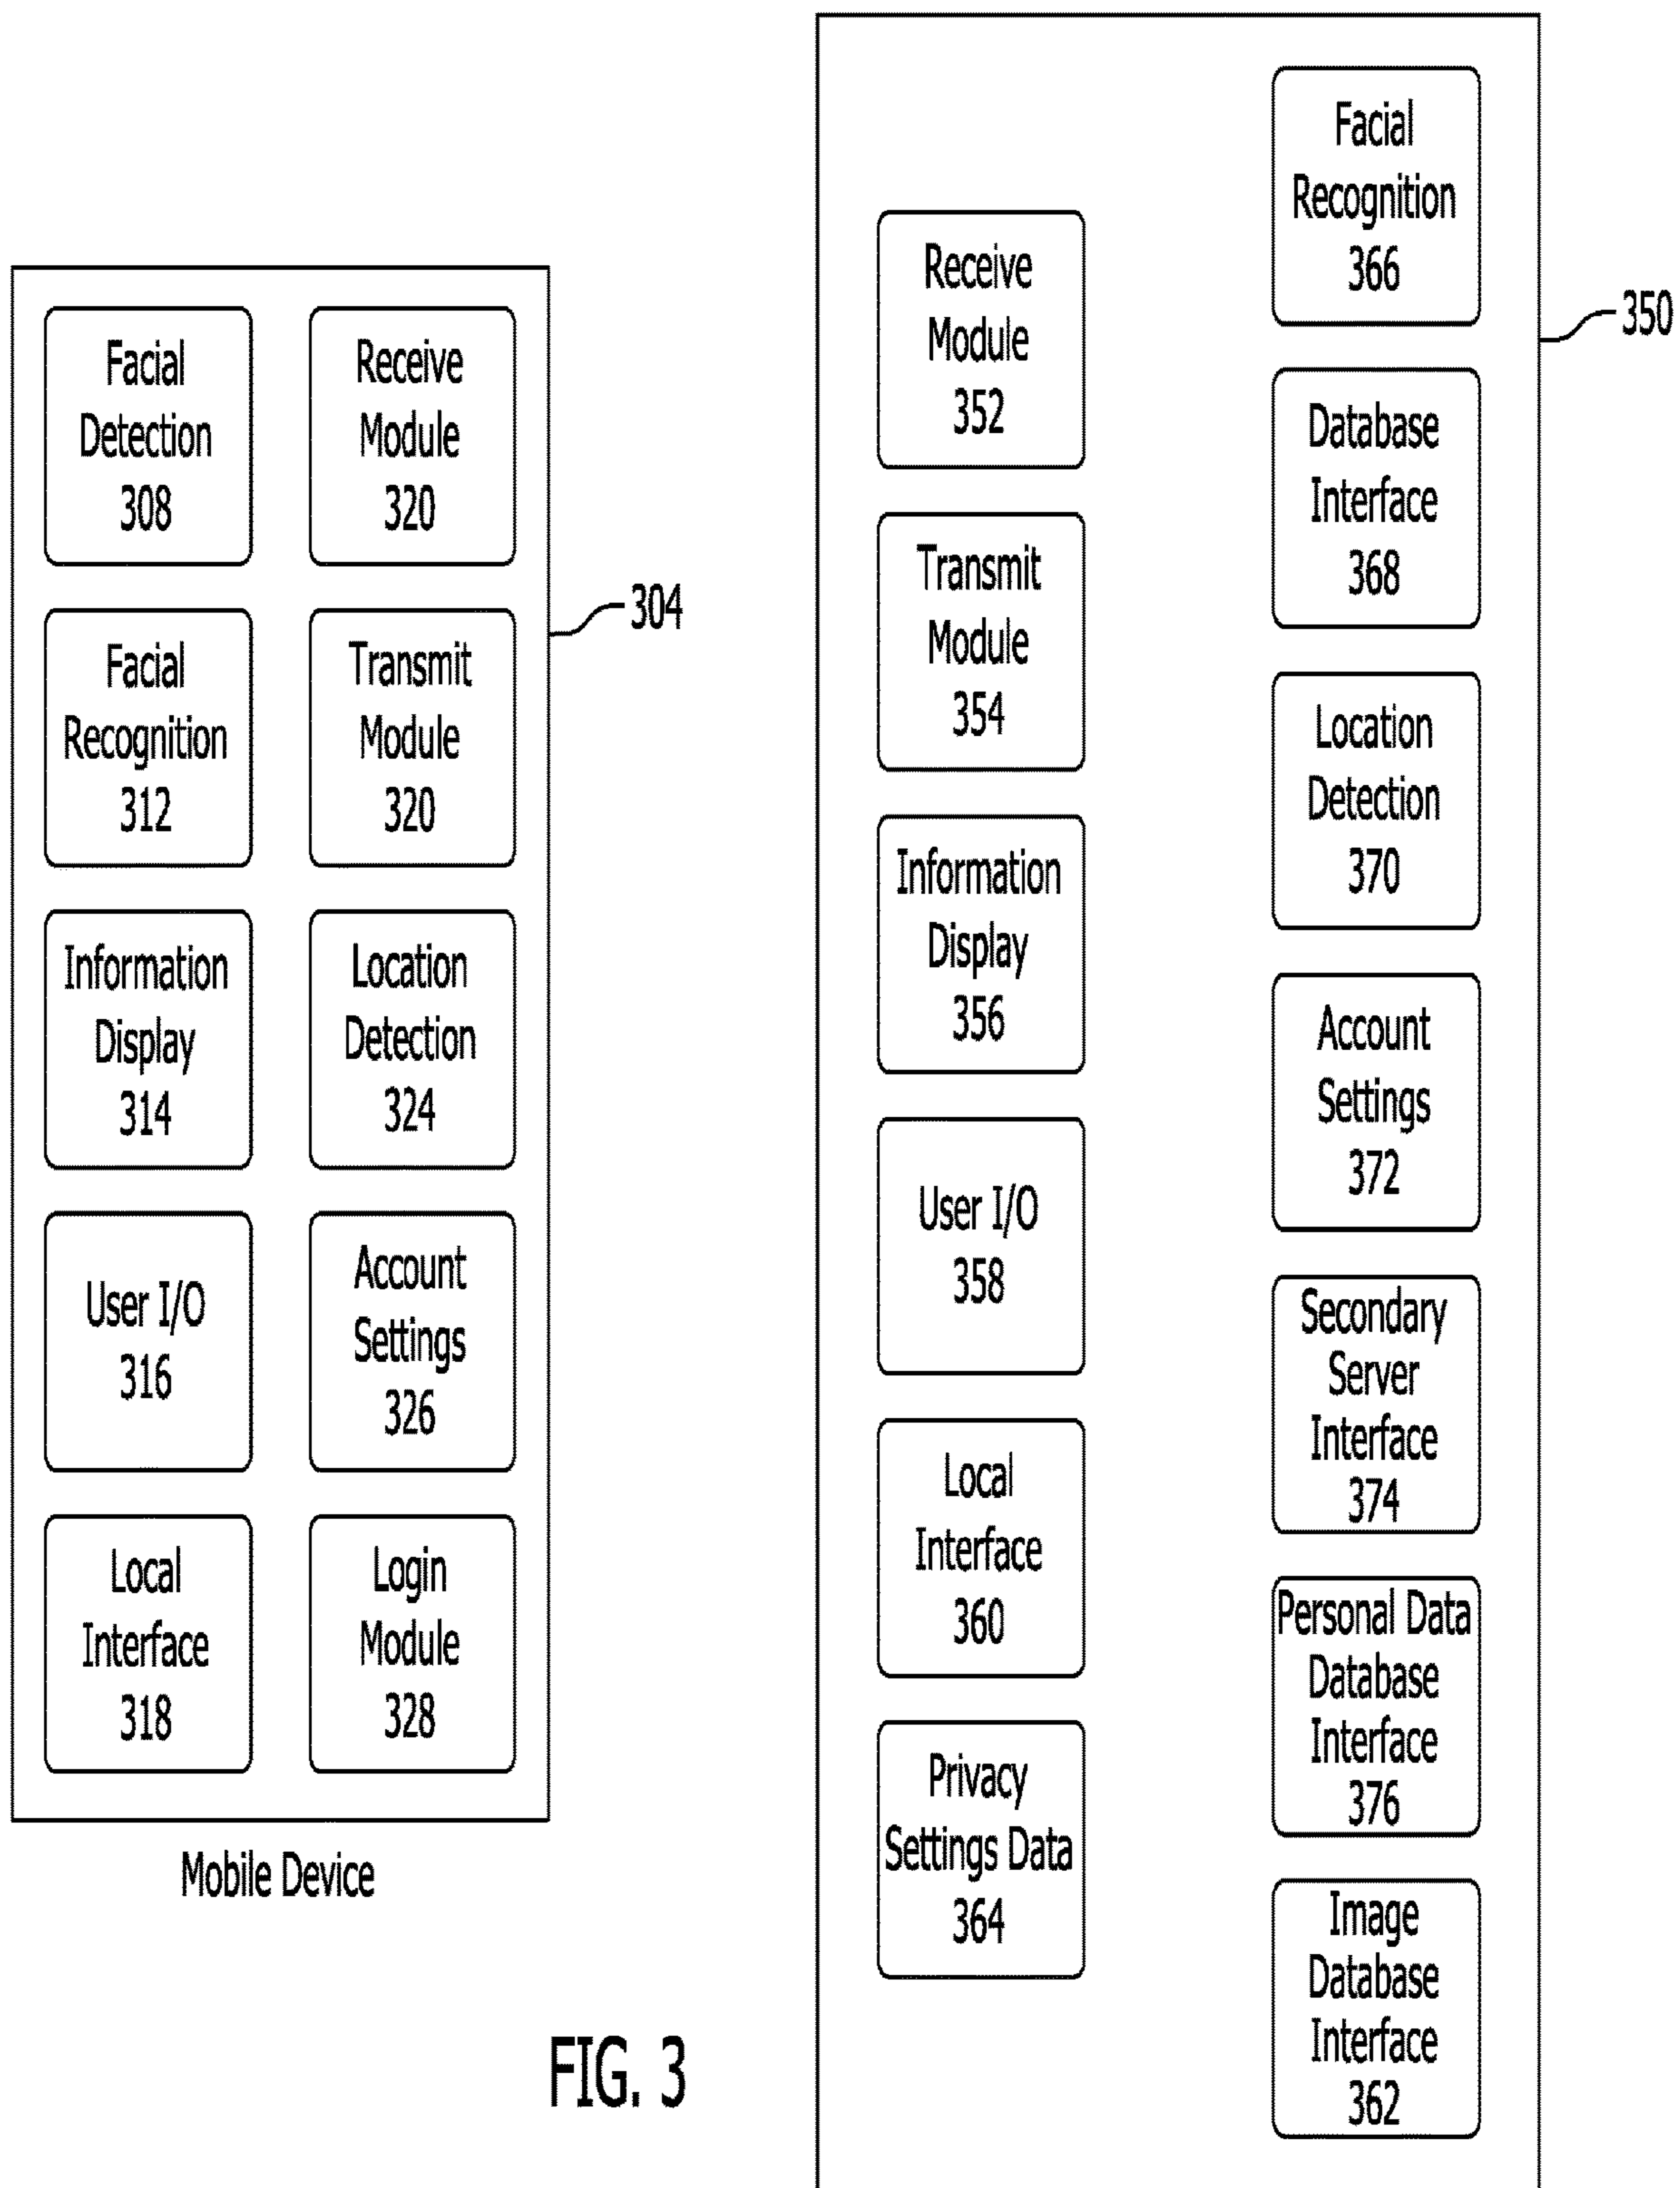 Facial
Detection
308
Receive
Module
320
Facial
Recognition
312
Transmit
Module
320
304
Information
Display
314
Location
Detection
324
User I/O
316
Account
Settings
326
Local
Interface
318
Login
Module
328
Mobile Device
FIG. 3
Receive
Module
352
Transmit
Module
354
Information
Display
356
User I/O
358
Local
Interface
360
Privacy
Settings Data
364
Facial
Recognition
366
350
Database
Interface
368
Location
Detection
370
Account
Settings
372
Secondary
Server
Interface
374
Personal Data
Database
Interface
376
Image
Database
Interface
362